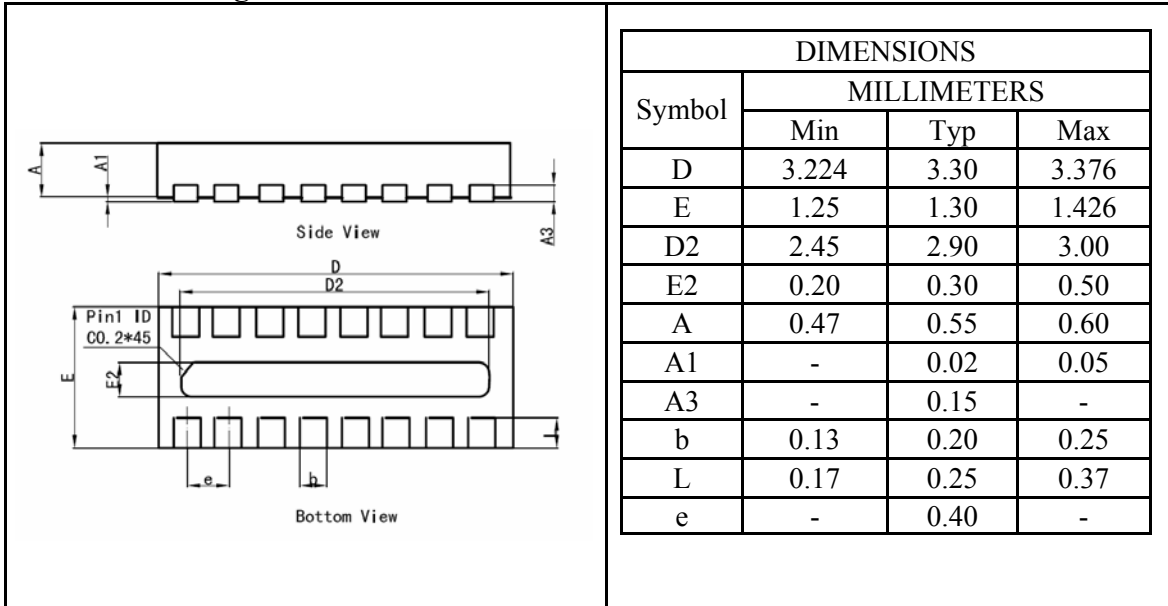 A
A1
A3
Side View
D
D2
Pin1 ID
C0. 2*45
E
E2
L
e
b
Bottom View
DIMENSIONS
Symbol MILLIMETERS
Min Typ Max
D 3.224 3.30 3.376
E 1.25 1.30 1.426
D2 2.45 2.90 3.00
E2 0.20 0.30 0.50
A 0.47 0.55 0.60
A1 - 0.02 0.05
A3 - 0.15 -
b 0.13 0.20 0.25
L 0.17 0.25 0.37
e - 0.40 -